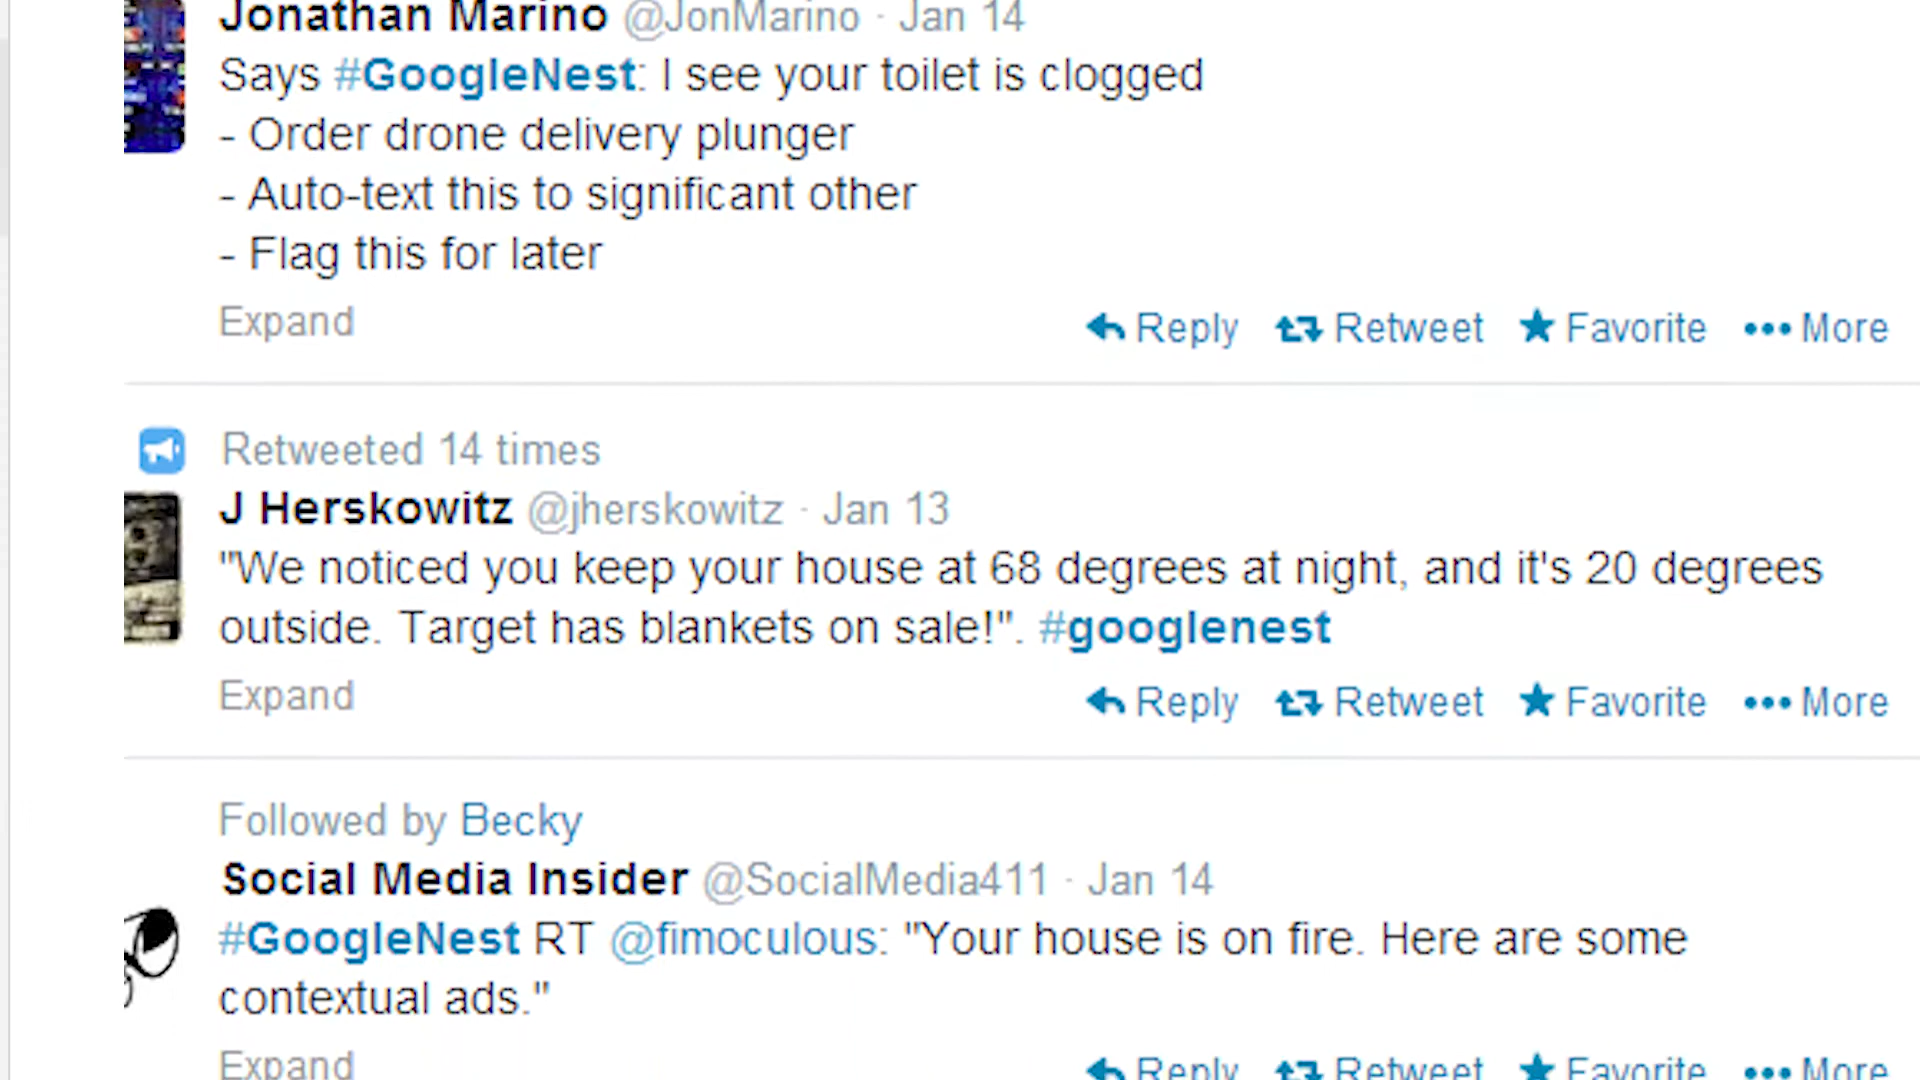 Jonathan Marino @JonMarino · Jan 14
Says #GoogleNest: I see your toilet is clogged
- Order drone delivery plunger
- Auto-text this to significant other
- Flag this for later
Expand Reply Retweet Favorite More
Retweeted 14 times
J Herskowitz @jherskowitz · Jan 13
"We noticed you keep your house at 68 degrees at night, and it's 20 degrees
outside. Target has blankets on sale!". #googlenest
Expand Reply Retweet Favorite More
Followed by Becky
Social Media Insider @SocialMedia411 · Jan 14
#GoogleNest RT @fimoculous: "Your house is on fire. Here are some
contextual ads."
Expand Reply Retweet Favorite More